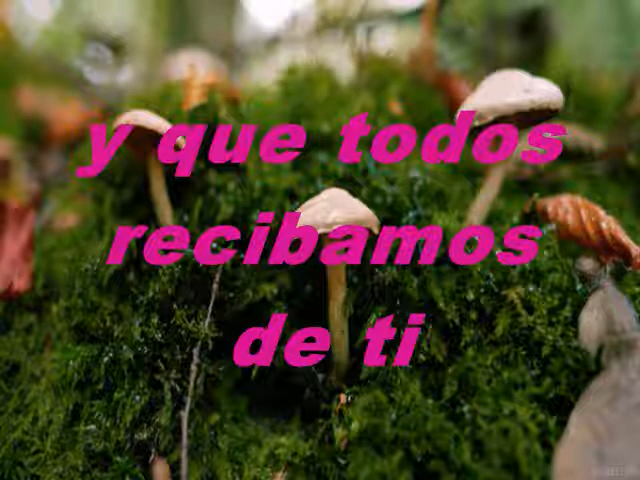 y que todos
recibamos
de ti